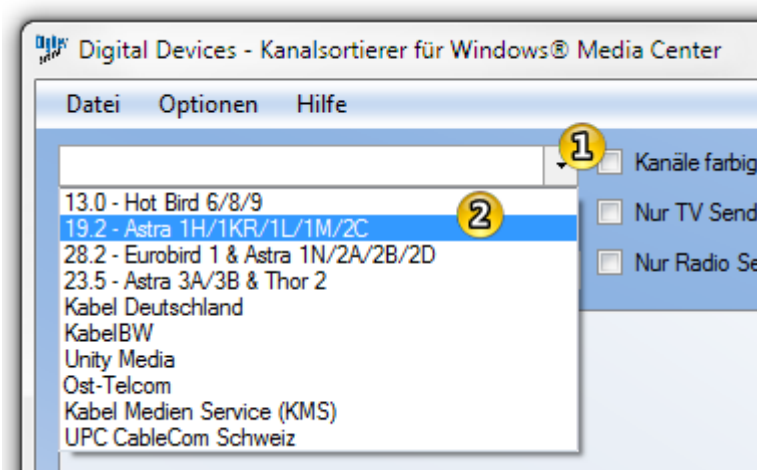 Digital Devices - Kanalsortierer für Windows® Media Center
Datei Optionen Hilfe
1
Kanäle farbig
13.0 - Hot Bird 6/8/9
2
19.2 - Astra 1H/1KR/1L/1M/2C
Nur TV Send
28.2 - Eurobird 1 & Astra 1N/2A/2B/2D
Nur Radio Se
23.5 - Astra 3A/3B & Thor 2
Kabel Deutschland
KabelBW
Unity Media
Ost-Telcom
Kabel Medien Service (KMS)
UPC CableCom Schweiz